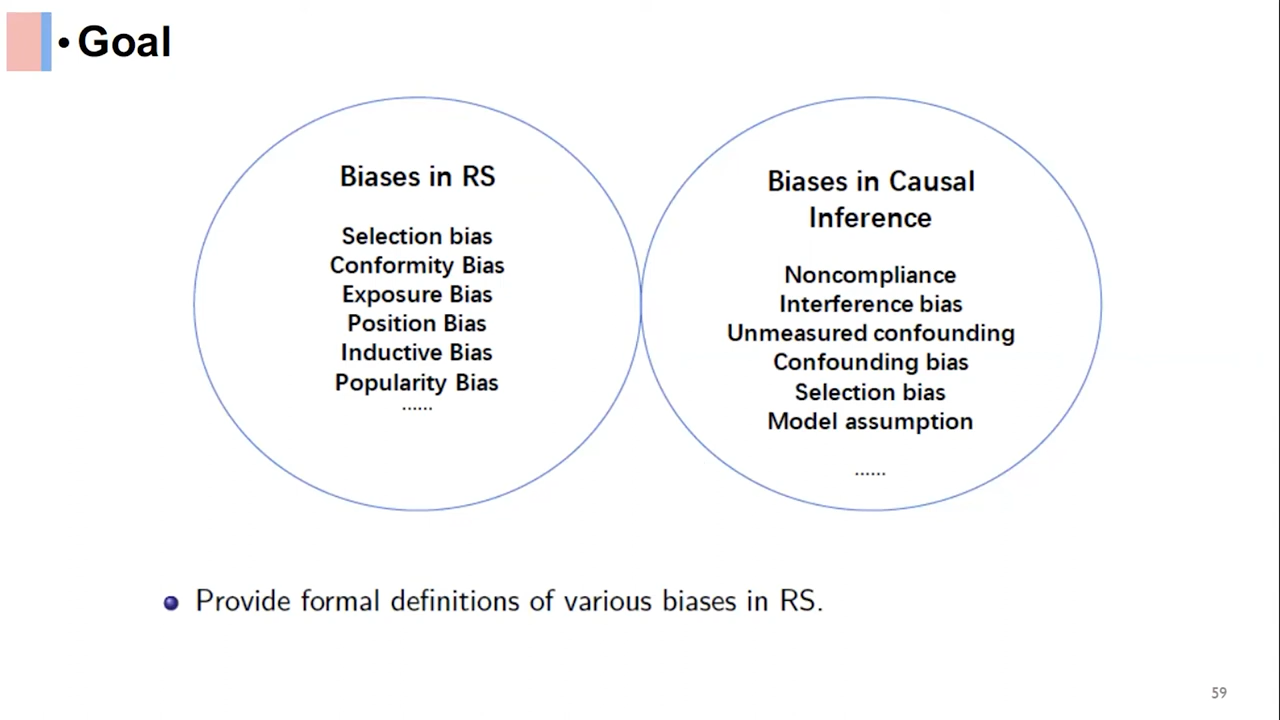 • Goal
Biases in RS
Selection bias
Conformity Bias
Exposure Bias
Position Bias
Inductive Bias
Popularity Bias
......
Biases in Causal
Inference
Noncompliance
Interference bias
Unmeasured confounding
Confounding bias
Selection bias
Model assumption
......
Provide formal definitions of various biases in RS.
59